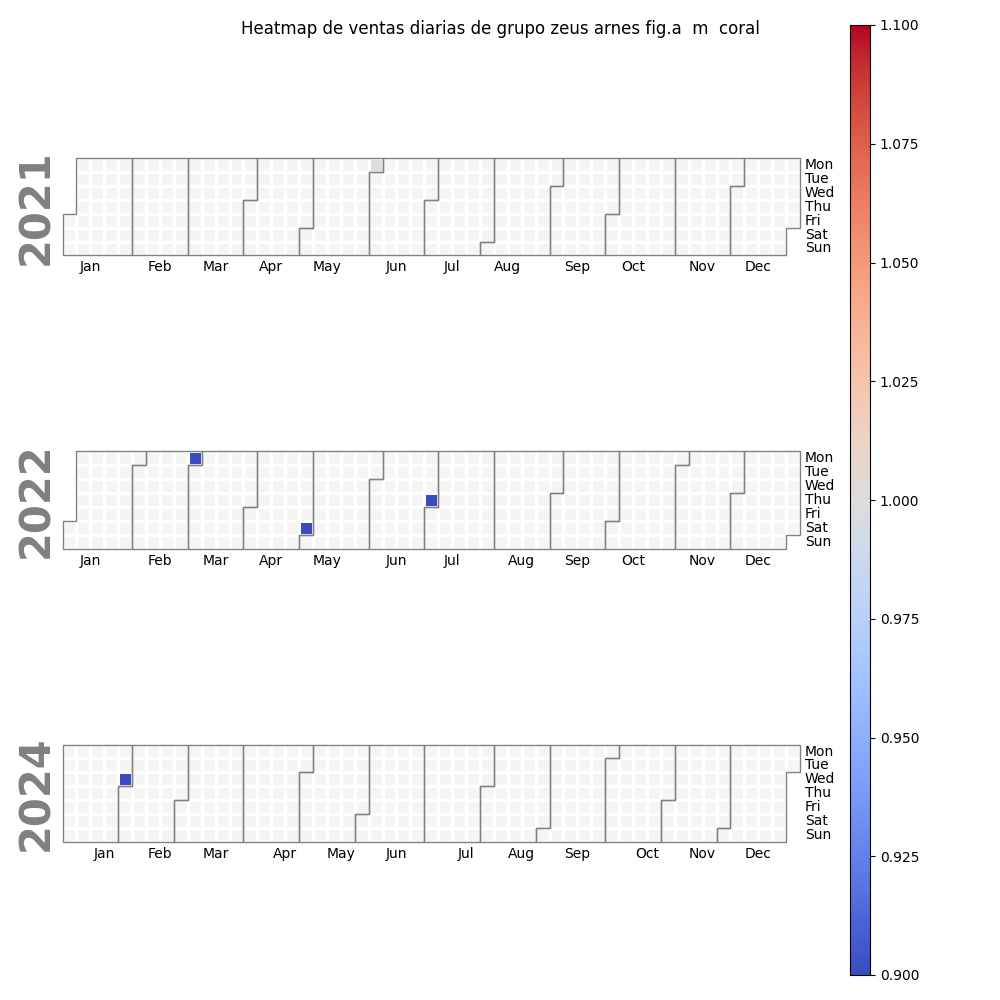 Heatmap de ventas diarias de grupo zeus arnes fig.a  m  coral
2021
Mon
Tue
Wed
Thu
Fri
Sat
Sun
Jan Feb Mar Apr May Jun Jul Aug Sep Oct Nov Dec
2022
Mon
Tue
Wed
Thu
Fri
Sat
Sun
Jan Feb Mar Apr May Jun Jul Aug Sep Oct Nov Dec
2024
Mon
Tue
Wed
Thu
Fri
Sat
Sun
Jan Feb Mar Apr May Jun Jul Aug Sep Oct Nov Dec
1.100
1.075
1.050
1.025
1.000
0.975
0.950
0.925
0.900